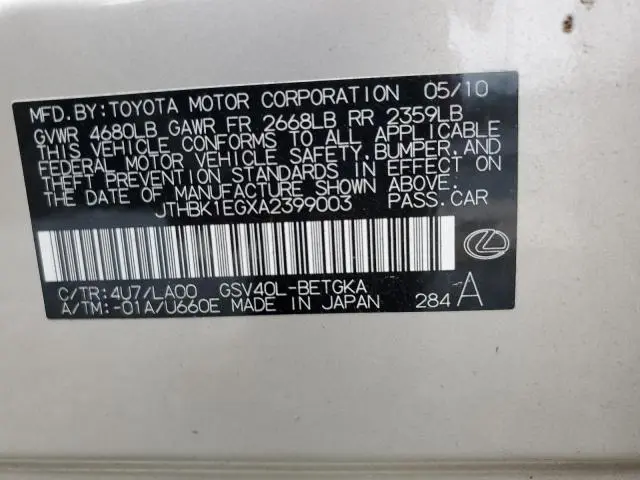 MFD.BY:TOYOTA MOTOR CORPORATION 05/10
GVWR 4680LB GAWR FR 2668LB RR 2359LB
THIS VEHICLE CONFORMS TO ALL APPLICABLE
FEDERAL MOTOR VEHICLE SAFETY,BUMPER,AND
THEFT PREVENTION STANDARDS IN EFFECT ON
THE DATE OF MANUFACTURE SHOWN ABOVE.
JTHBK1EGXA2399003 PASS.CAR
C/TR:4U7/LA00 GSV40L-BETGKA
A/TM:-01A/U660E MADE IN JAPAN 284 A